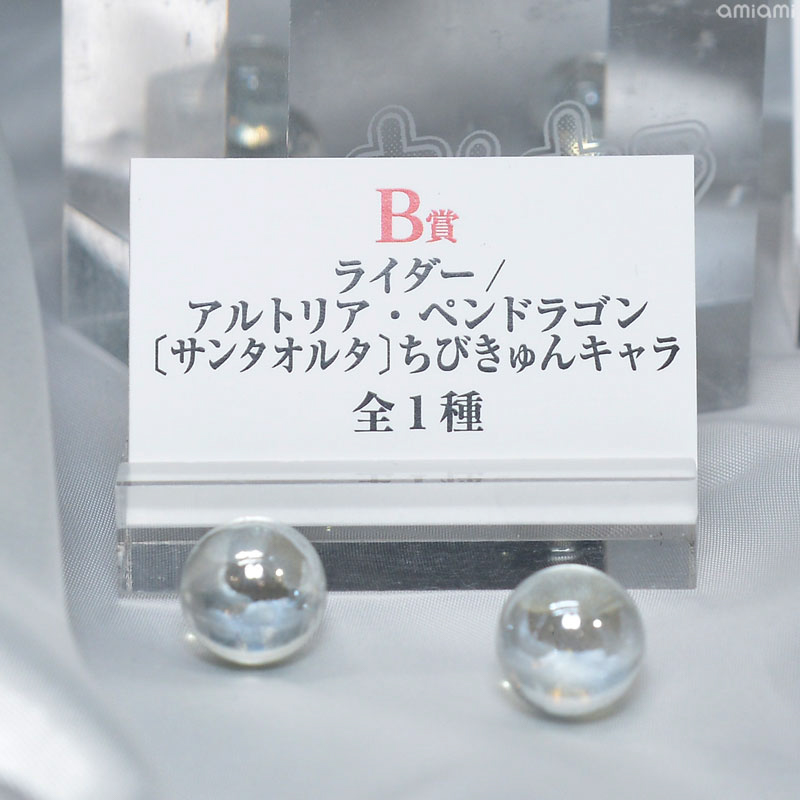 amiami
B賞
ライダー/
アルトリア・ペンドラゴン
〔サンタオルタ〕ちびきゅんキャラ
全1種